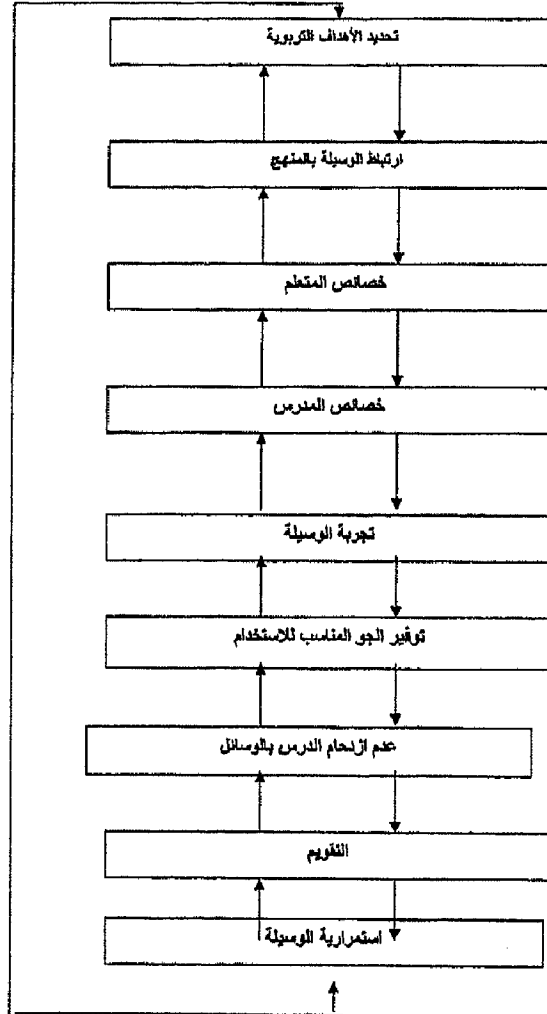 تحديد الأهداف التربوية
ارتباط الوسيلة بالمنهج
خصائص المتعلم
خصائص المدرس
تجربة الوسيلة
توفير الجو المناسب للاستخدام
عدم ازدحام الدرس بالوسائل
التقويم
استمرارية الوسيلة